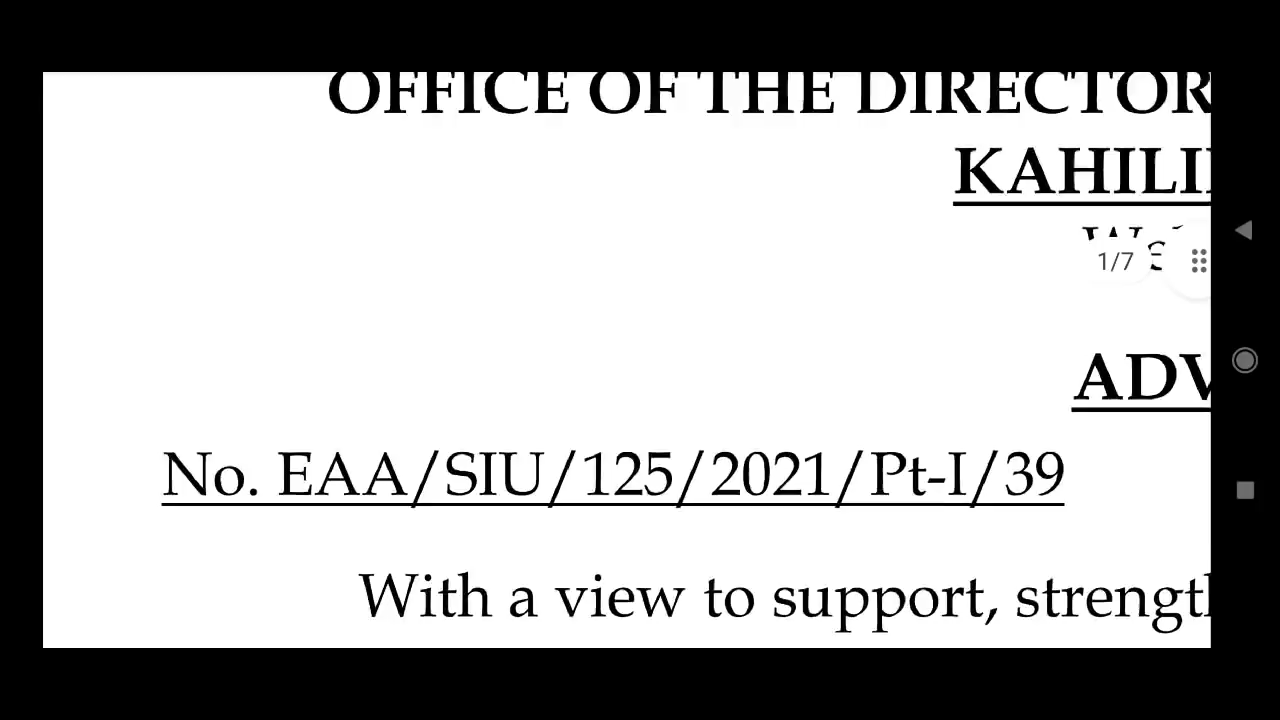 OFFICE OF THE DIRECTOR
KAHILI
1/7
ADV
No. EAA/SIU/125/2021/Pt-I/39
With a view to support, strengt